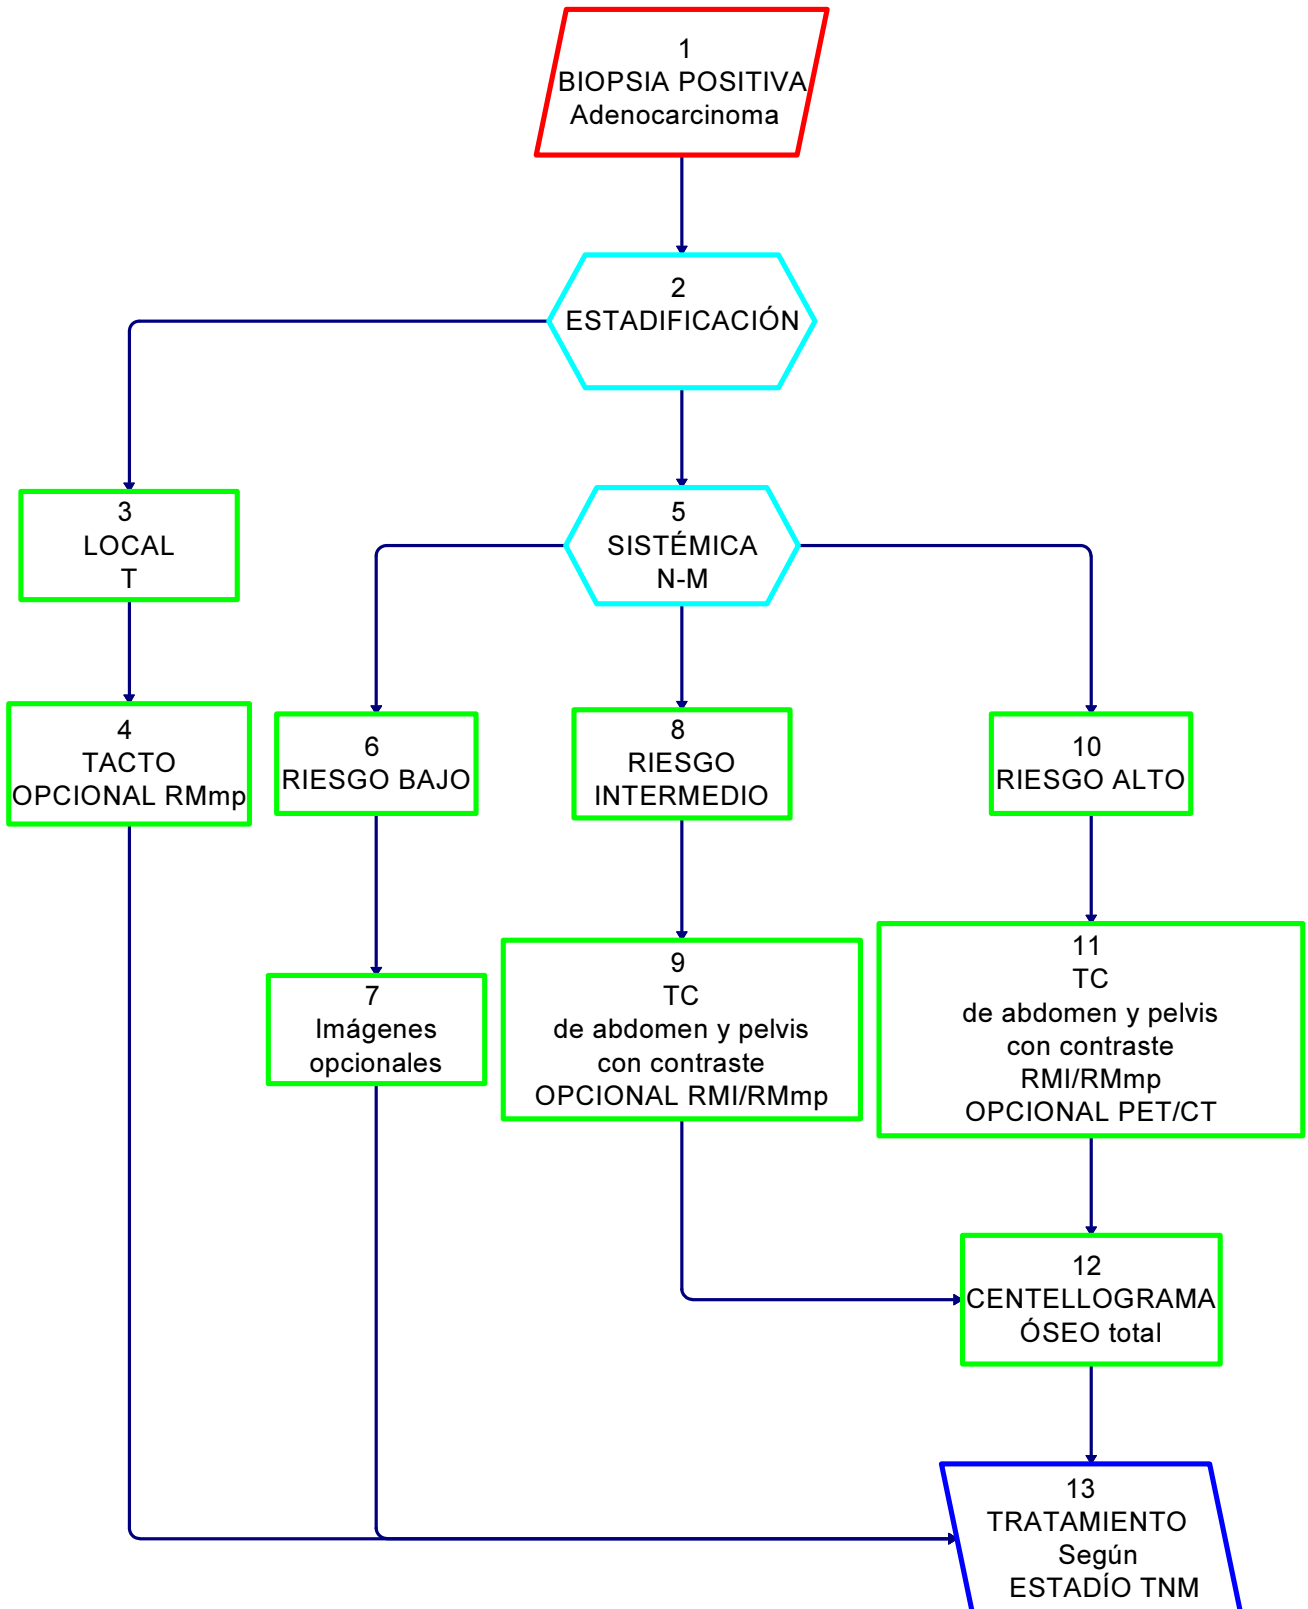 1
BIOPSIA POSITIVA
Adenocarcinoma
2
ESTADIFICACIÓN
3
LOCAL
T
4
TACTO
OPCIONAL RMmp
5
SISTÉMICA
N-M
6
RIESGO BAJO
7
Imágenes
opcionales
8
RIESGO
INTERMEDIO
9
TC
de abdomen y pelvis
con contraste
OPCIONAL RMI/RMmp
10
RIESGO ALTO
11
TC
de abdomen y pelvis
con contraste
RMI/RMmp
OPCIONAL PET/CT
12
CENTELLOGRAMA
ÓSEO total
13
TRATAMIENTO
Según
ESTADÍO TNM